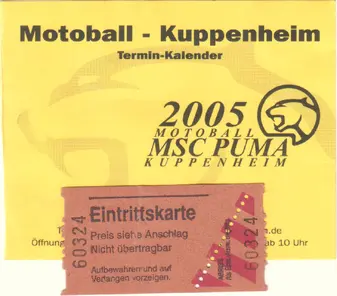 Motoball - Kuppenheim
Termin-Kalender
2005
MOTOBALL
MSC PUMA
KUPPENHEIM
Eintrittskarte
Preis siehe Anschlag
Nicht übertragbar
Aufbewahren und auf
Verlangen vorzeigen.
60324
60324
Öffnung
ab 10 Uhr